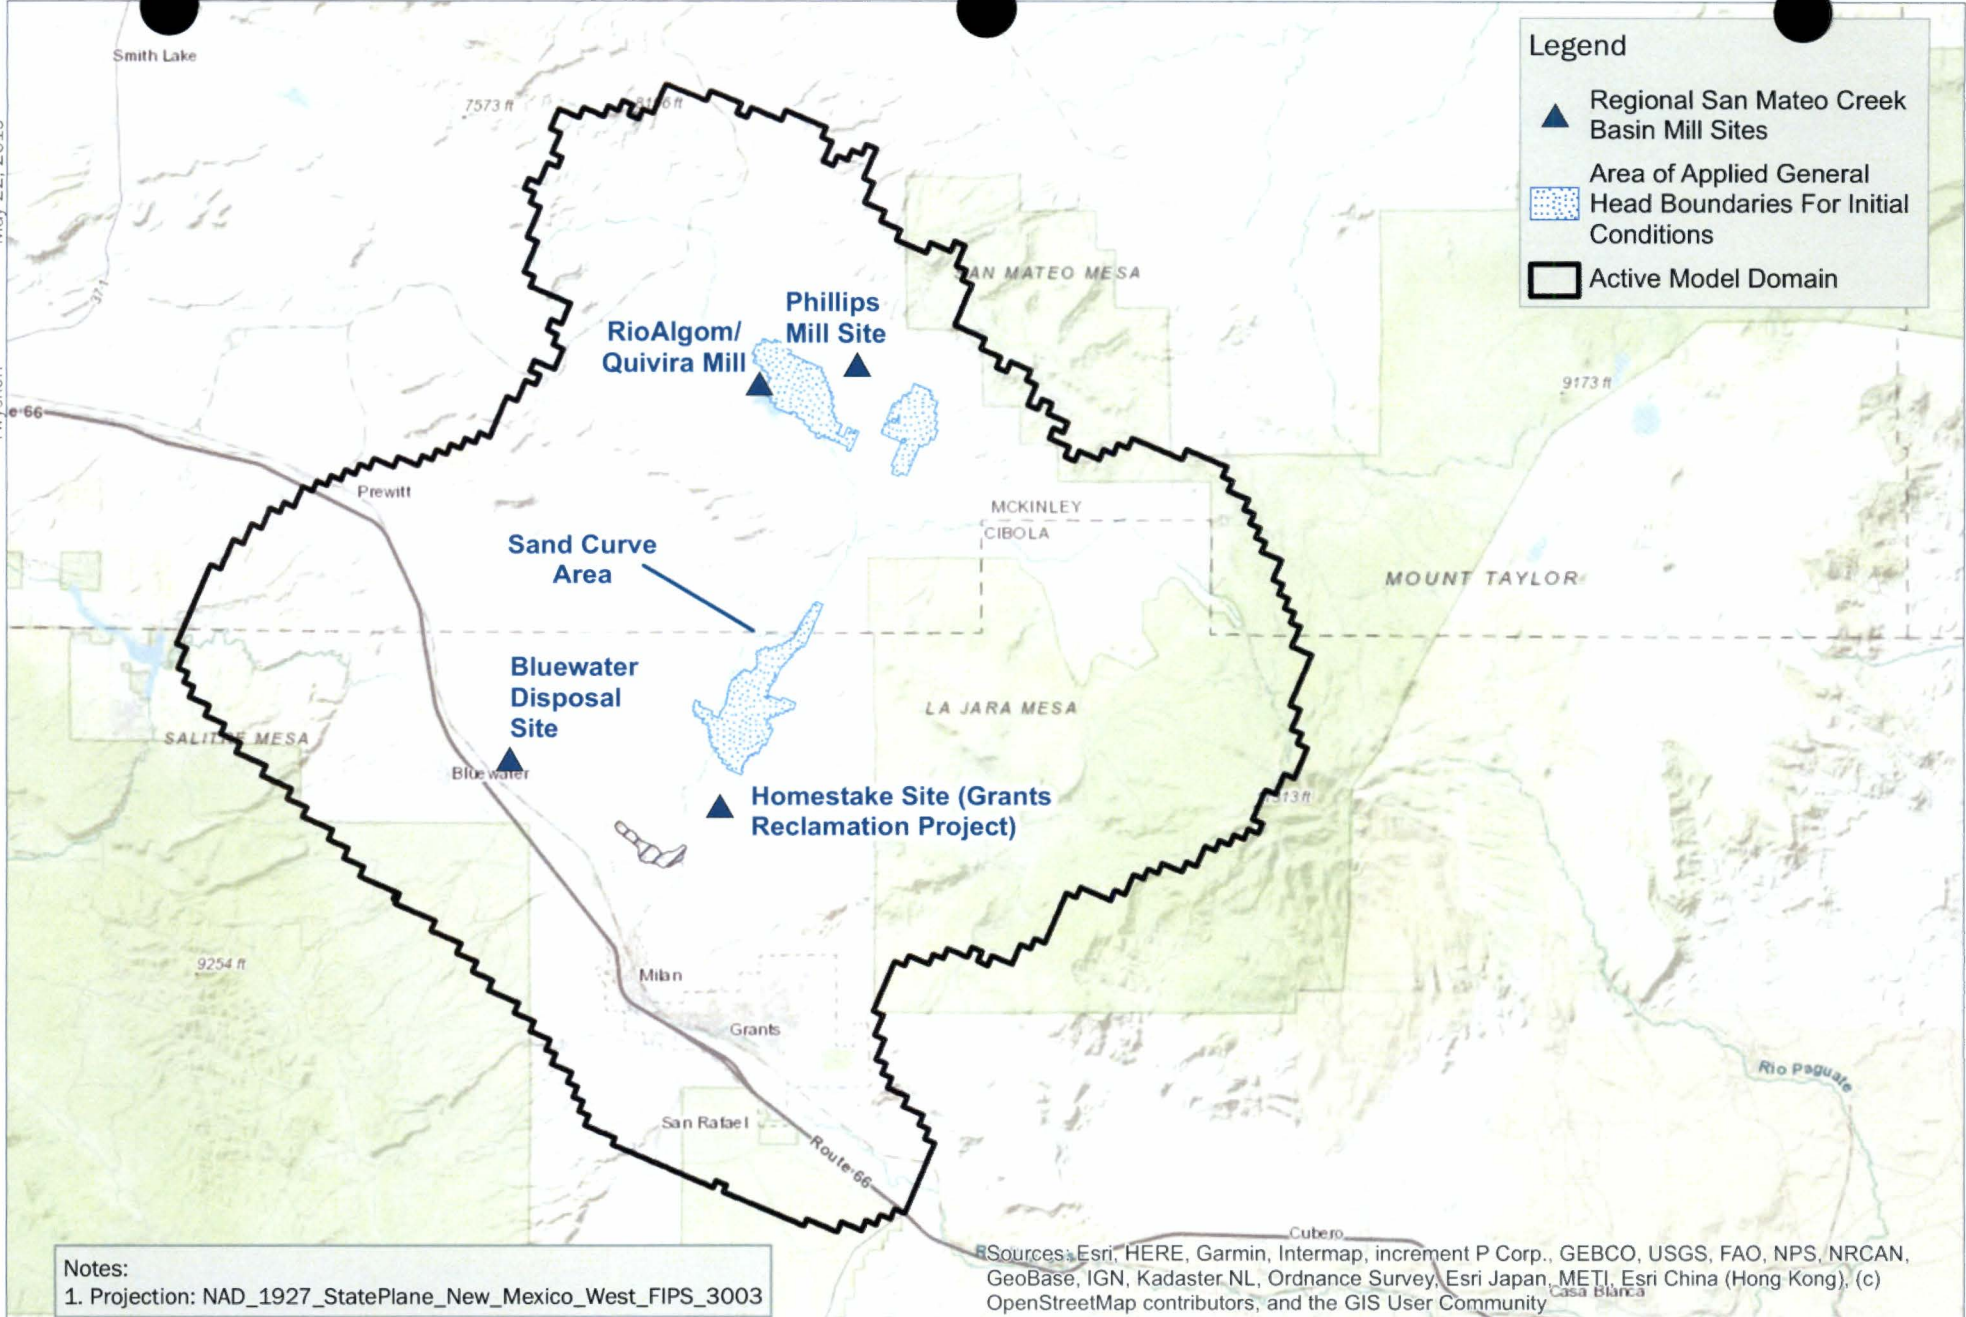 Smith Lake
7573 ft
Legend
Regional San Mateo Creek
Basin Mill Sites
Area of Applied General
Head Boundaries For Initial
Conditions
Active Model Domain
371
AN MATEO MESA
Phillips
Mill Site
RioAlgom/
Quivira Mill
9173 ft
e 66
Prewitt
MCKINLEY
CIBOLA
Sand Curve
Area
MOUNT TAYLOR
Bluewater
Disposal
Site
LA JARA MESA
SALITRE MESA
Bluewater
Homestake Site (Grants
Reclamation Project)
9254 ft
Milan
Grants
Rio Paguate
San Rafael
Route 66
Cubero
Notes:
1. Projection: NAD_1927_StatePlane_New_Mexico_West_FIPS_3003
Sources: Esri, HERE, Garmin, Intermap, increment P Corp., GEBCO, USGS, FAO, NPS, NRCAN,
GeoBase, IGN, Kadaster NL, Ordnance Survey, Esri Japan, METI, Esri China (Hong Kong), (c)
OpenStreetMap contributors, and the GIS User Community
Casa Blanca